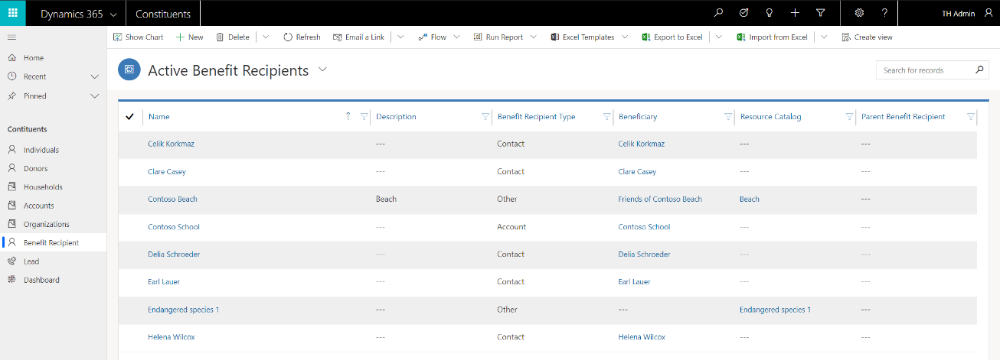 Dynamics 365 Constituents TH Admin
Show Chart New Delete Refresh Email a Link Flow Run Report Excel Templates Export to Excel Import from Excel Create view
Home
Recent
Pinned
Contituents
Individuals
Donors
Households
Accounts
Organizations
Benefit Recipient
Lead
Dashboard
Active Benefit Recipients Search for records
Name Description Benefit Recipient Type Beneficiary Resource Catalog Parent Benefit Recipient
Celik Korkmaz --- Contact Celik Korkmaz --- ---
Clare Casey --- Contact Clare Casey --- ---
Contoso Beach Beach Other Friends of Contoso Beach Beach ---
Contoso School --- Account Contoso School --- ---
Delia Schroeder --- Contact Delia Schroeder --- ---
Earl Lauer --- Contact Earl Lauer --- ---
Endangered species 1 --- Other --- Endangered species 1 ---
Helena Wilcox --- Contact Helena Wilcox --- ---